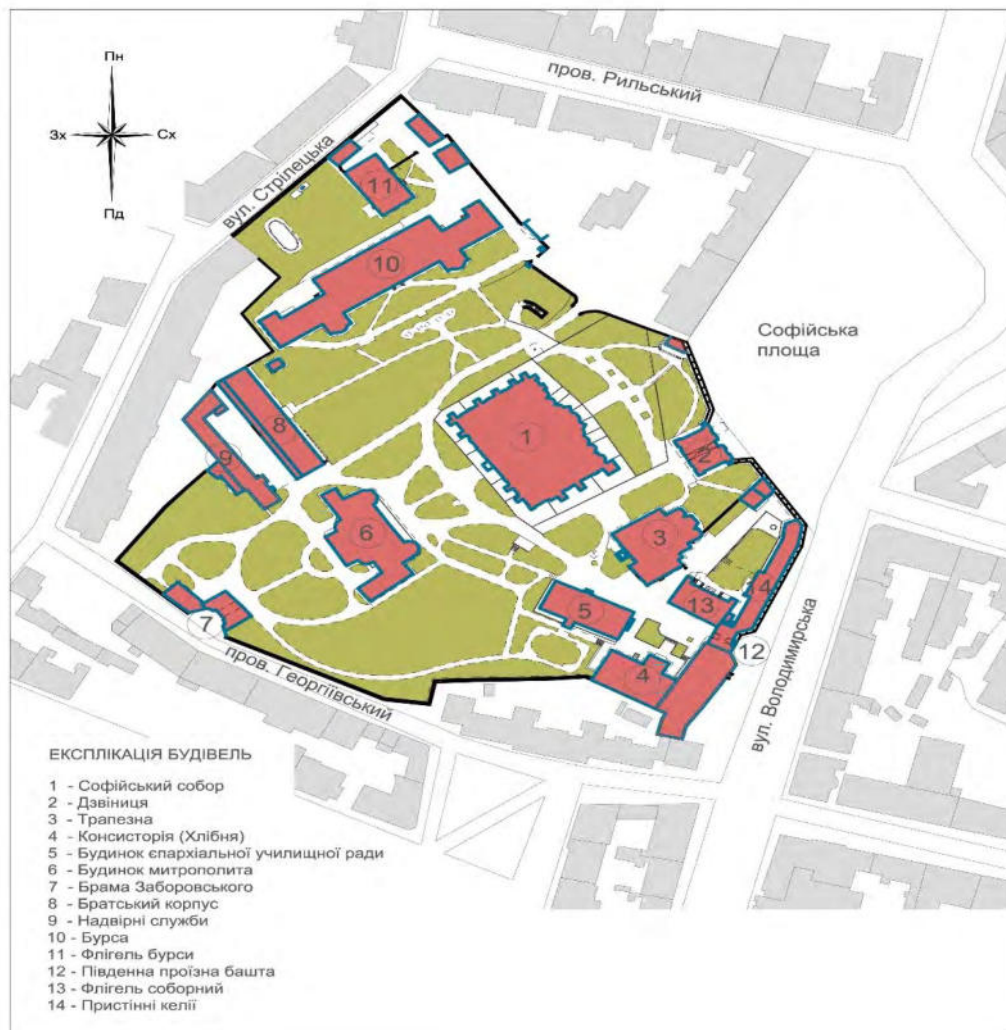 Пн
Зх
Сх
Пд
пров. Рильський
вул. Стрілецька
11
10
Софійська
площа
8
1
2
9
6
3
14
5
13
7
12
4
пров. Георгіївський
вул. Володимирська
ЕКСПЛІКАЦІЯ БУДІВЕЛЬ
1 - Софійський собор
2 - Дзвіниця
3 - Трапезна
4 - Консисторія (Хлібня)
5 - Будинок єпархіальної училищної ради
6 - Будинок митрополита
7 - Брама Заборовського
8 - Братський корпус
9 - Надвірні служби
10 - Бурса
11 - Флігель бурси
12 - Південна проїзна башта
13 - Флігель соборний
14 - Пристінні келії